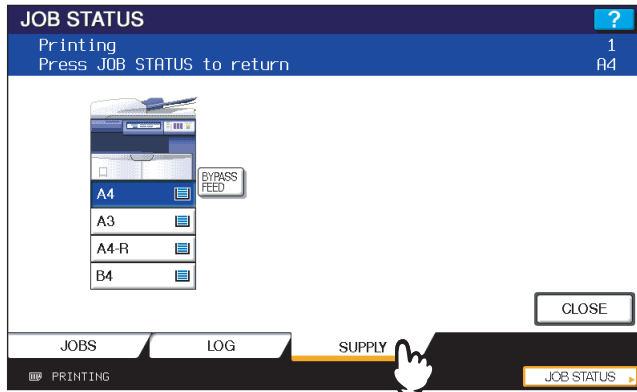 JOB STATUS ?
Printing 1
Press JOB STATUS to return A4
BYPASS
FEED
A4
A3
A4-R
B4
CLOSE
JOBS LOG SUPPLY
PRINTING JOB STATUS